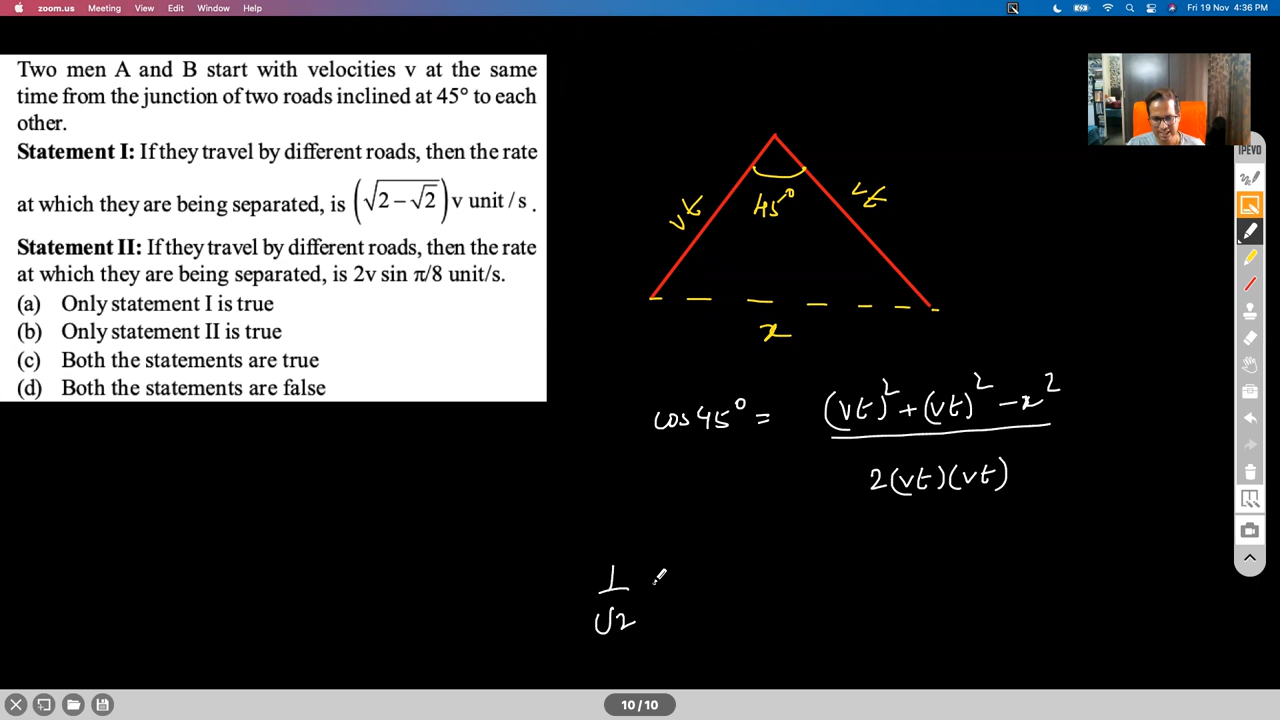 zoom.us Meeting View Edit Window Help Fri 19 Nov 4:36 PM
Two men A and B start with velocities v at the same
time from the junction of two roads inclined at 45° to each
other.
Statement I: If they travel by different roads, then the rate
at which they are being separated, is (√(2 − √2)) v unit / s .
Statement II: If they travel by different roads, then the rate
at which they are being separated, is 2v sin π/8 unit/s.
(a) Only statement I is true
(b) Only statement II is true
(c) Both the statements are true
(d) Both the statements are false
IPEVO
vt 45° vt
x
cos 45° = (vt)² + (vt)² − x²
2(vt)(vt)
1
√2
10 / 10